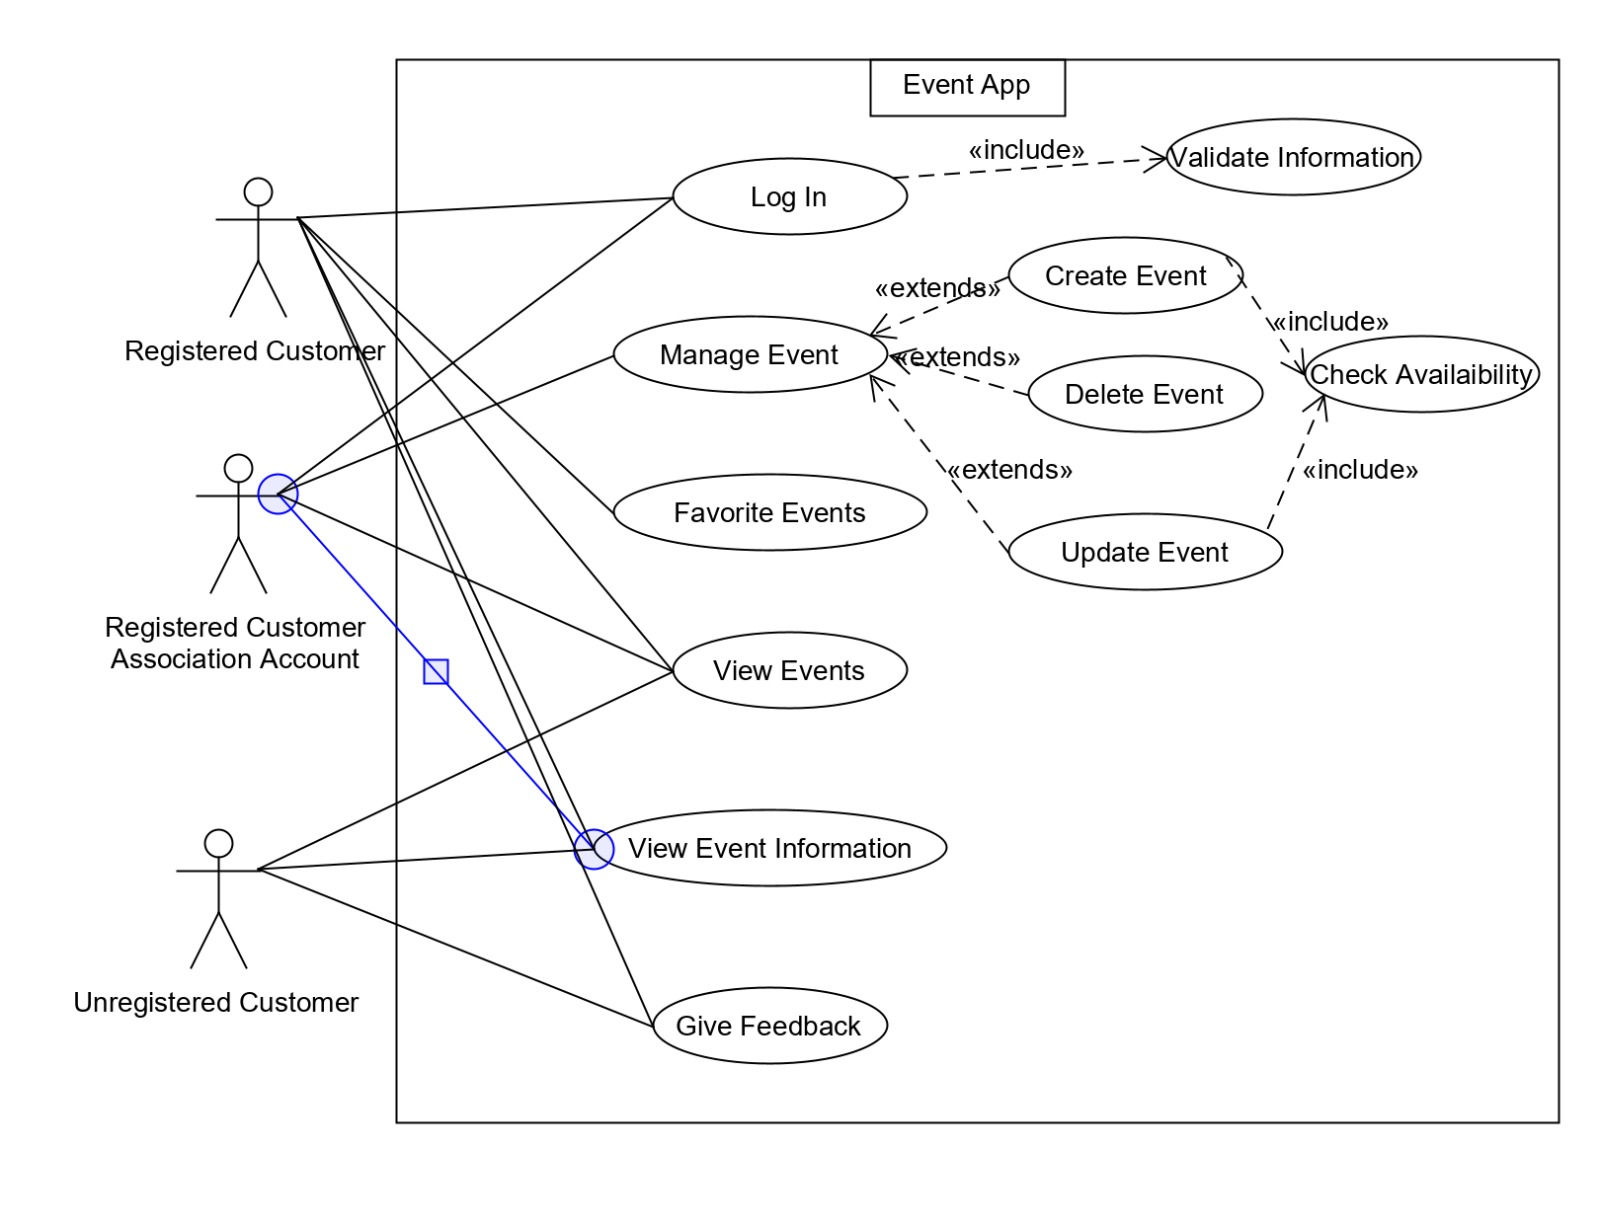 Event App
«include»
Validate Information
Log In
Create Event
«extends»
«include»
Registered Customer
Manage Event
«extends»
Check Availaibility
Delete Event
«extends»
«include»
Favorite Events
Update Event
Registered Customer
Association Account
View Events
View Event Information
Unregistered Customer
Give Feedback